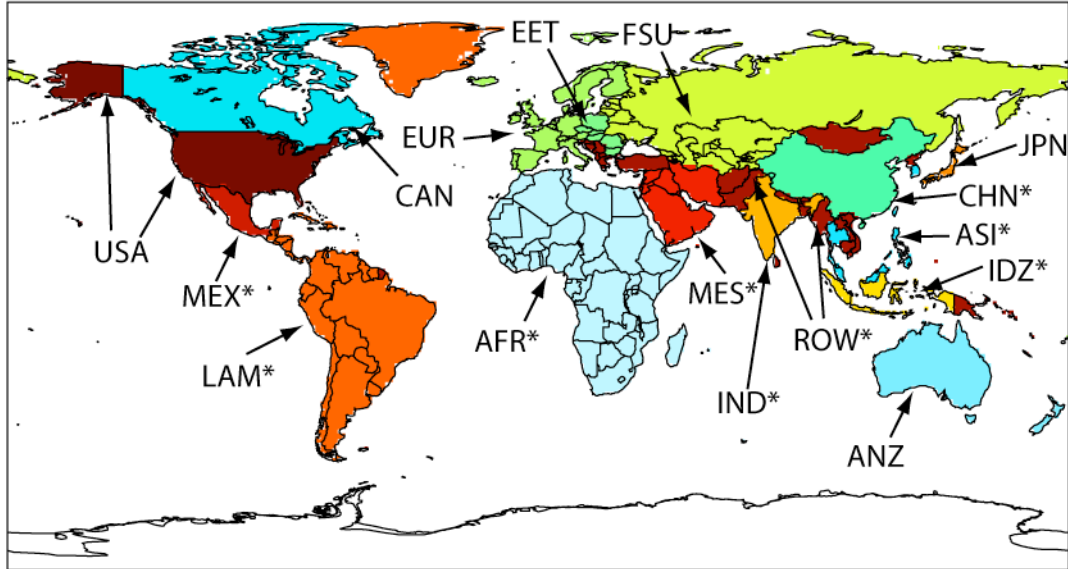 EET
FSU
EUR
JPN
CAN
CHN*
USA
ASI*
MEX*
MES*
IDZ*
AFR*
ROW*
LAM*
IND*
ANZ